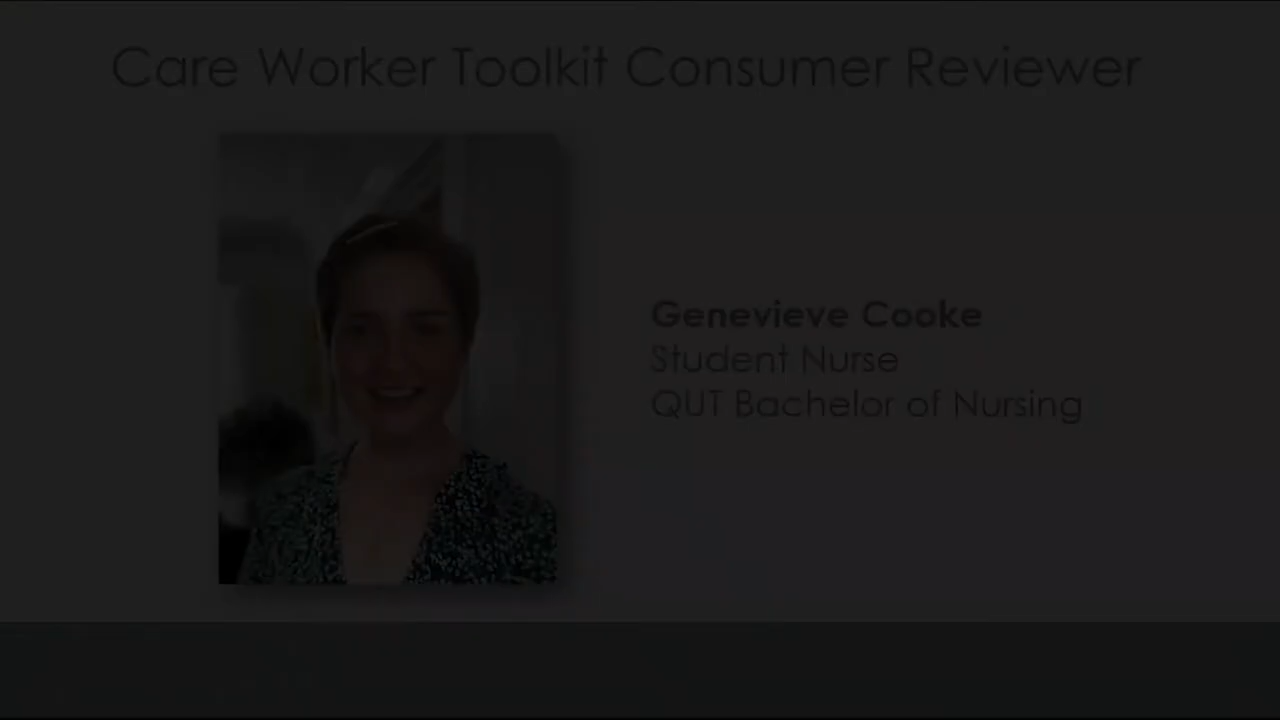 Care Worker Toolkit Consumer Reviewer
Genevieve Cooke
Student Nurse
QUT Bachelor of Nursing